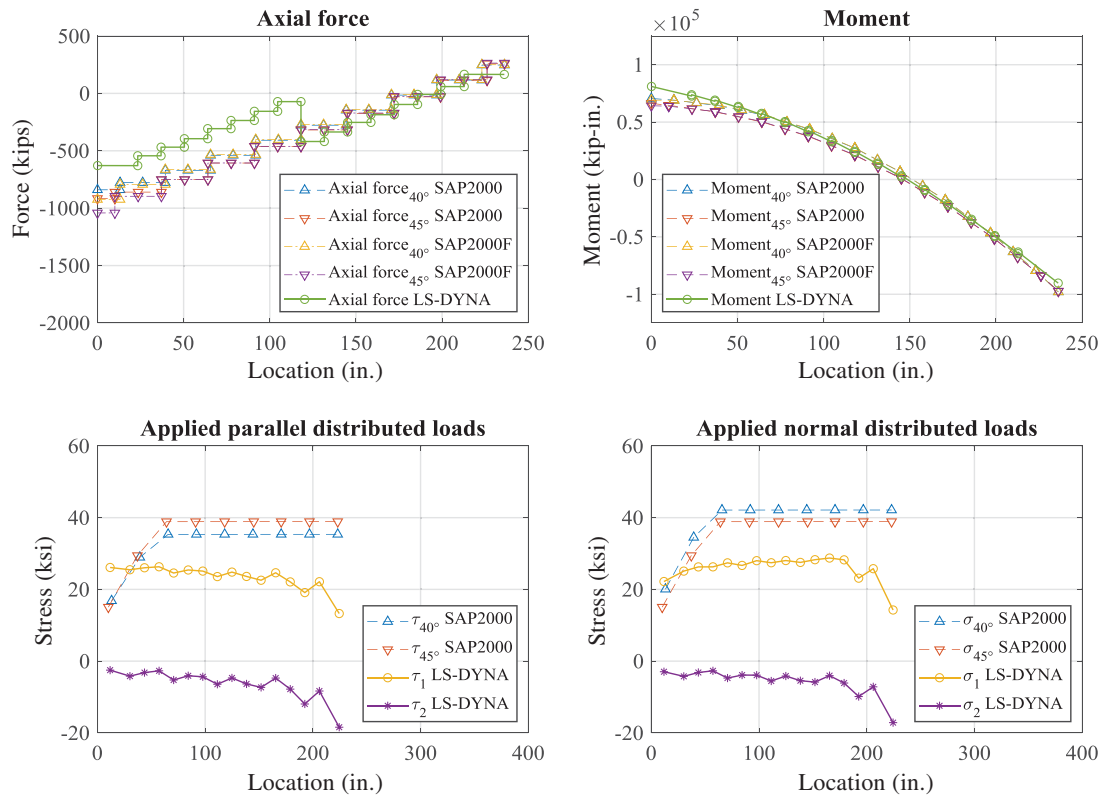 Axial force
Force (kips)
500
0
-500
-1000
-1500
-2000
0 50 100 150 200 250
Location (in.)
Axial force40° SAP2000
Axial force45° SAP2000
Axial force40° SAP2000F
Axial force45° SAP2000F
Axial force LS-DYNA
Moment
×10^5
Moment (kip-in.)
1
0.5
0
-0.5
-1
0 50 100 150 200 250
Location (in.)
Moment40° SAP2000
Moment45° SAP2000
Moment40° SAP2000F
Moment45° SAP2000F
Moment LS-DYNA
Applied parallel distributed loads
Stress (ksi)
60
40
20
0
-20
0 100 200 300 400
Location (in.)
τ40° SAP2000
τ45° SAP2000
τ1 LS-DYNA
τ2 LS-DYNA
Applied normal distributed loads
Stress (ksi)
60
40
20
0
-20
0 100 200 300 400
Location (in.)
σ40° SAP2000
σ45° SAP2000
σ1 LS-DYNA
σ2 LS-DYNA